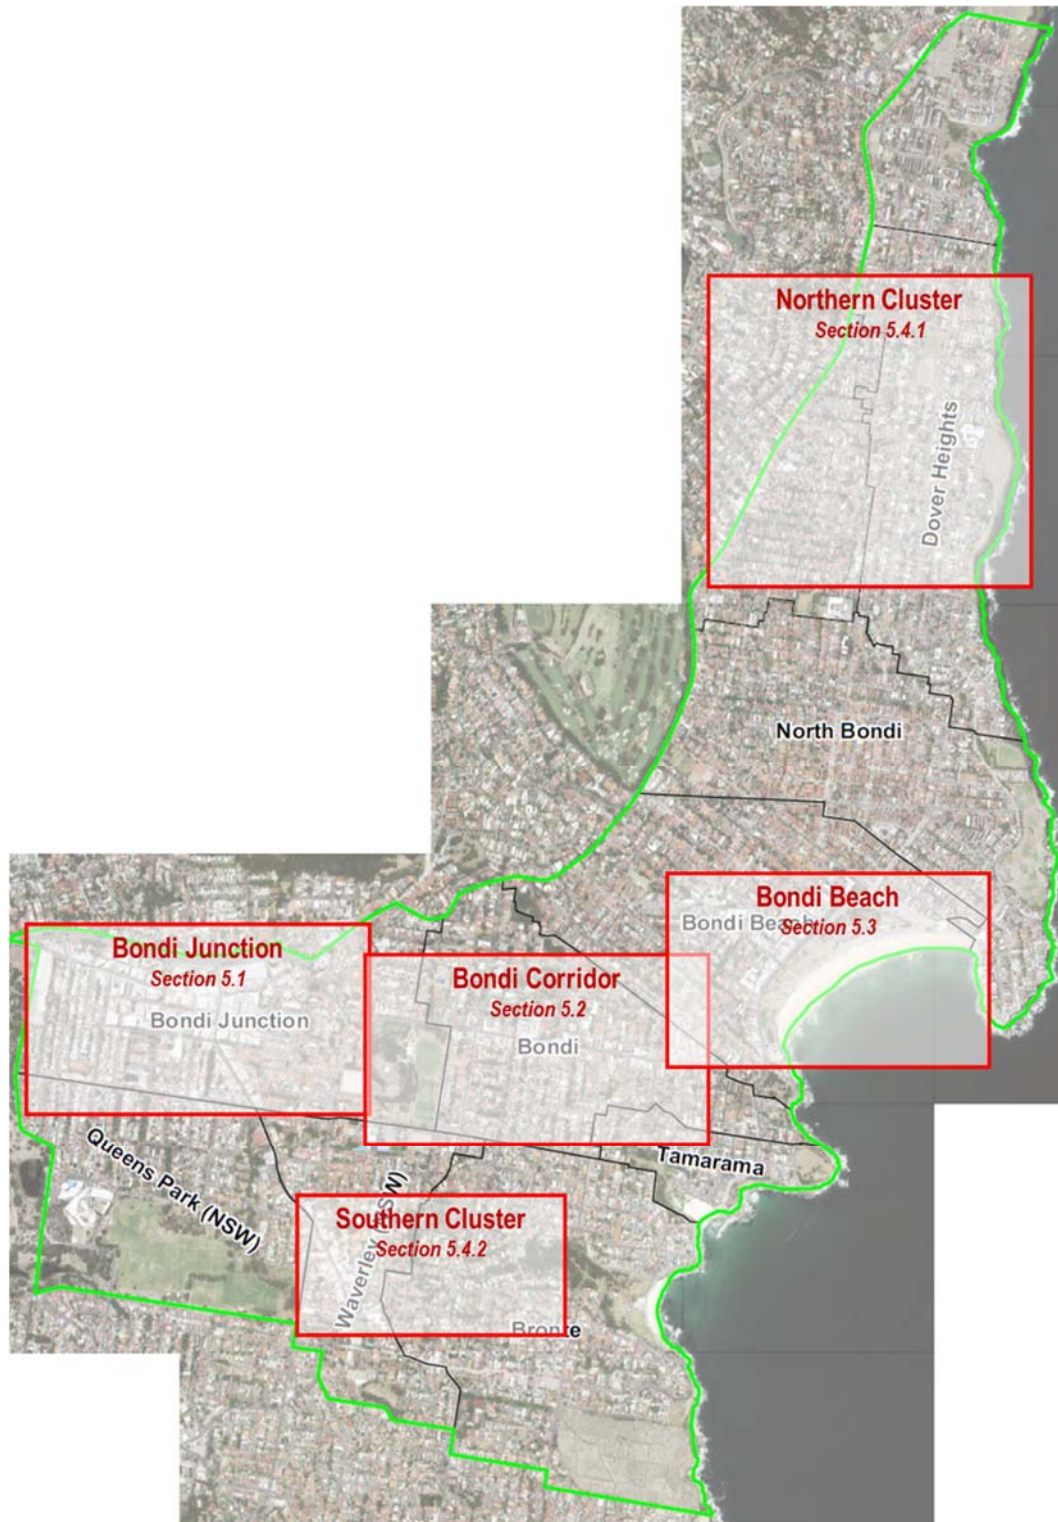 Northern Cluster
Section 5.4.1
Dover Heights
North Bondi
Bondi Beach
Section 5.3
Bondi Beach
Bondi Junction
Section 5.1
Bondi Junction
Bondi Corridor
Section 5.2
Bondi
Queens Park (NSW)
Tamarama
Southern Cluster
Section 5.4.2
Waverley (NSW)
Bronte